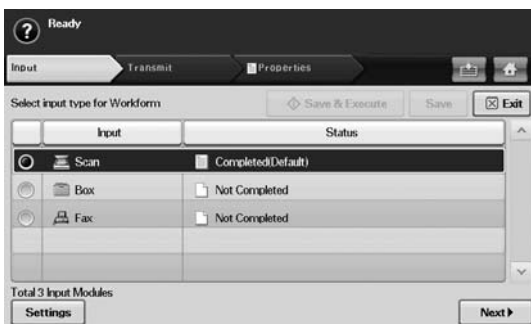 ? Ready
Input Transmit Properties
Select input type for Workform Save & Execute Save Exit
Input Status
Scan Completed(Default)
Box Not Completed
Fax Not Completed
Total 3 Input Modules
Settings Next